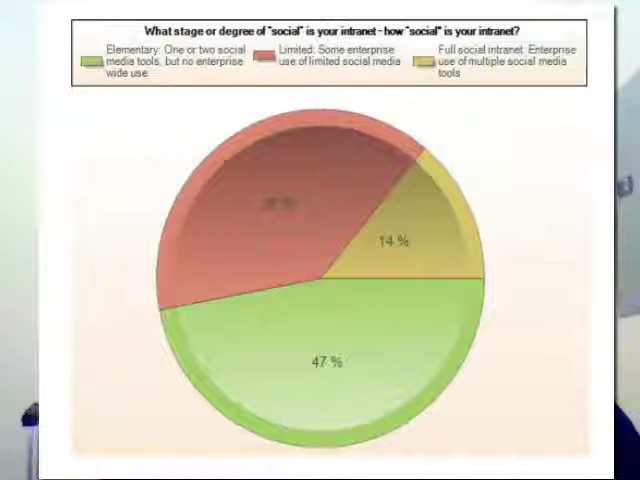 What stage or degree of "social" is your intranet - how "social" is your intranet?
Elementary: One or two social
media tools, but no enterprise
wide use
Limited: Some enterprise
use of limited social media
Full social intranet: Enterprise
use of multiple social media
tools
14 %
47 %